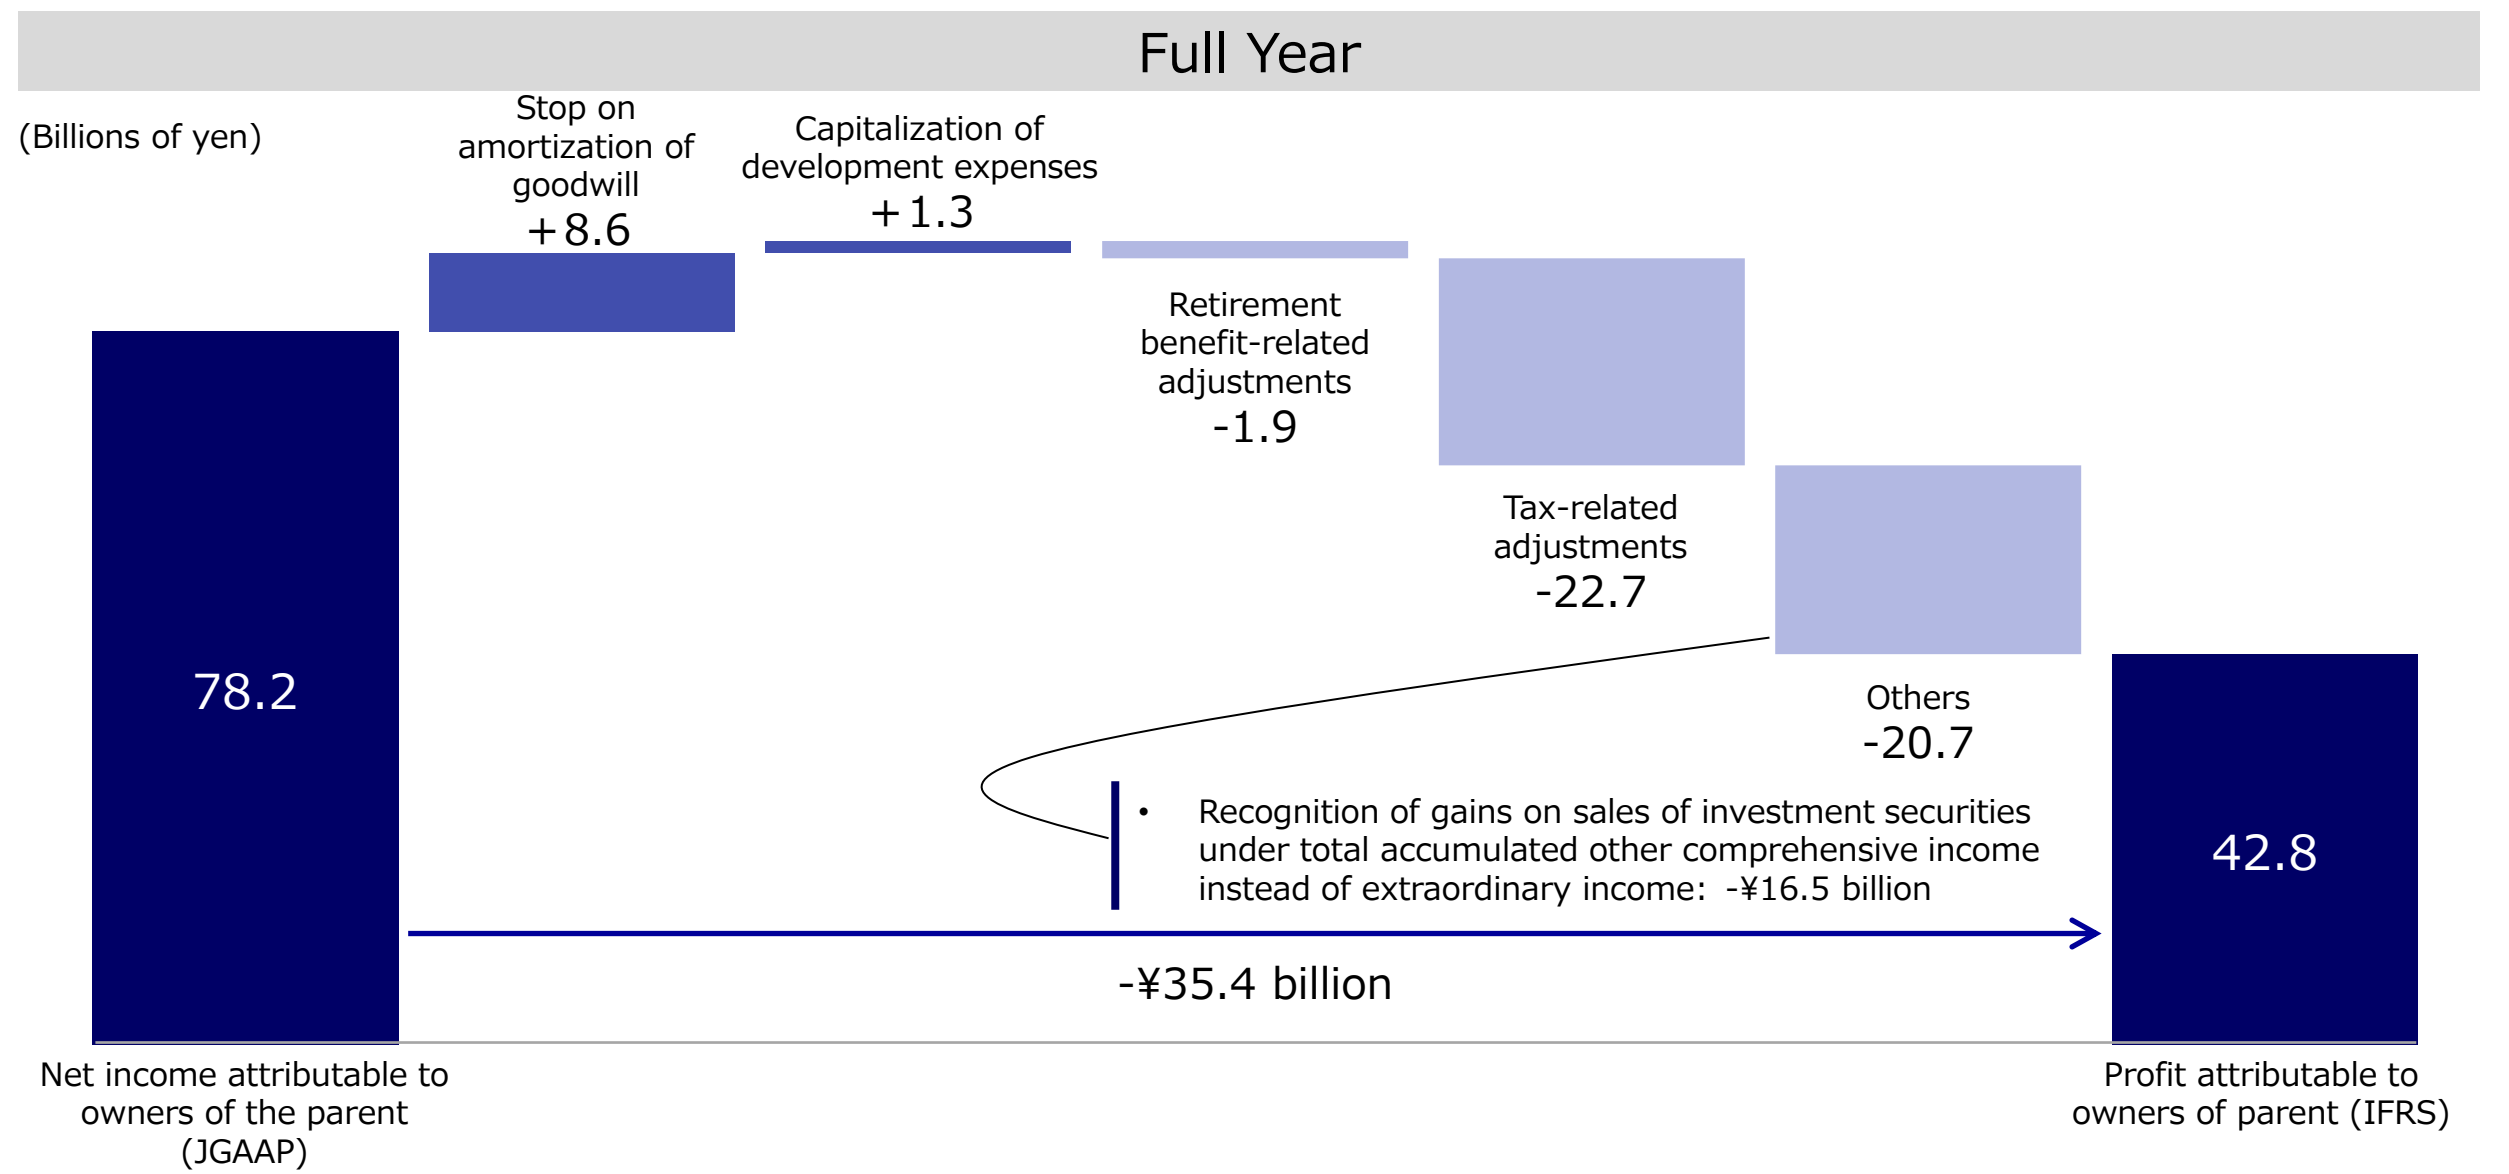 Full Year
(Billions of yen)
Stop on
amortization of
goodwill
+8.6
Capitalization of
development expenses
+1.3
Retirement
benefit-related
adjustments
-1.9
Tax-related
adjustments
-22.7
Others
-20.7
78.2
• Recognition of gains on sales of investment securities
under total accumulated other comprehensive income
instead of extraordinary income: -¥16.5 billion
42.8
-¥35.4 billion
Net income attributable to
owners of the parent
(JGAAP)
Profit attributable to
owners of parent (IFRS)